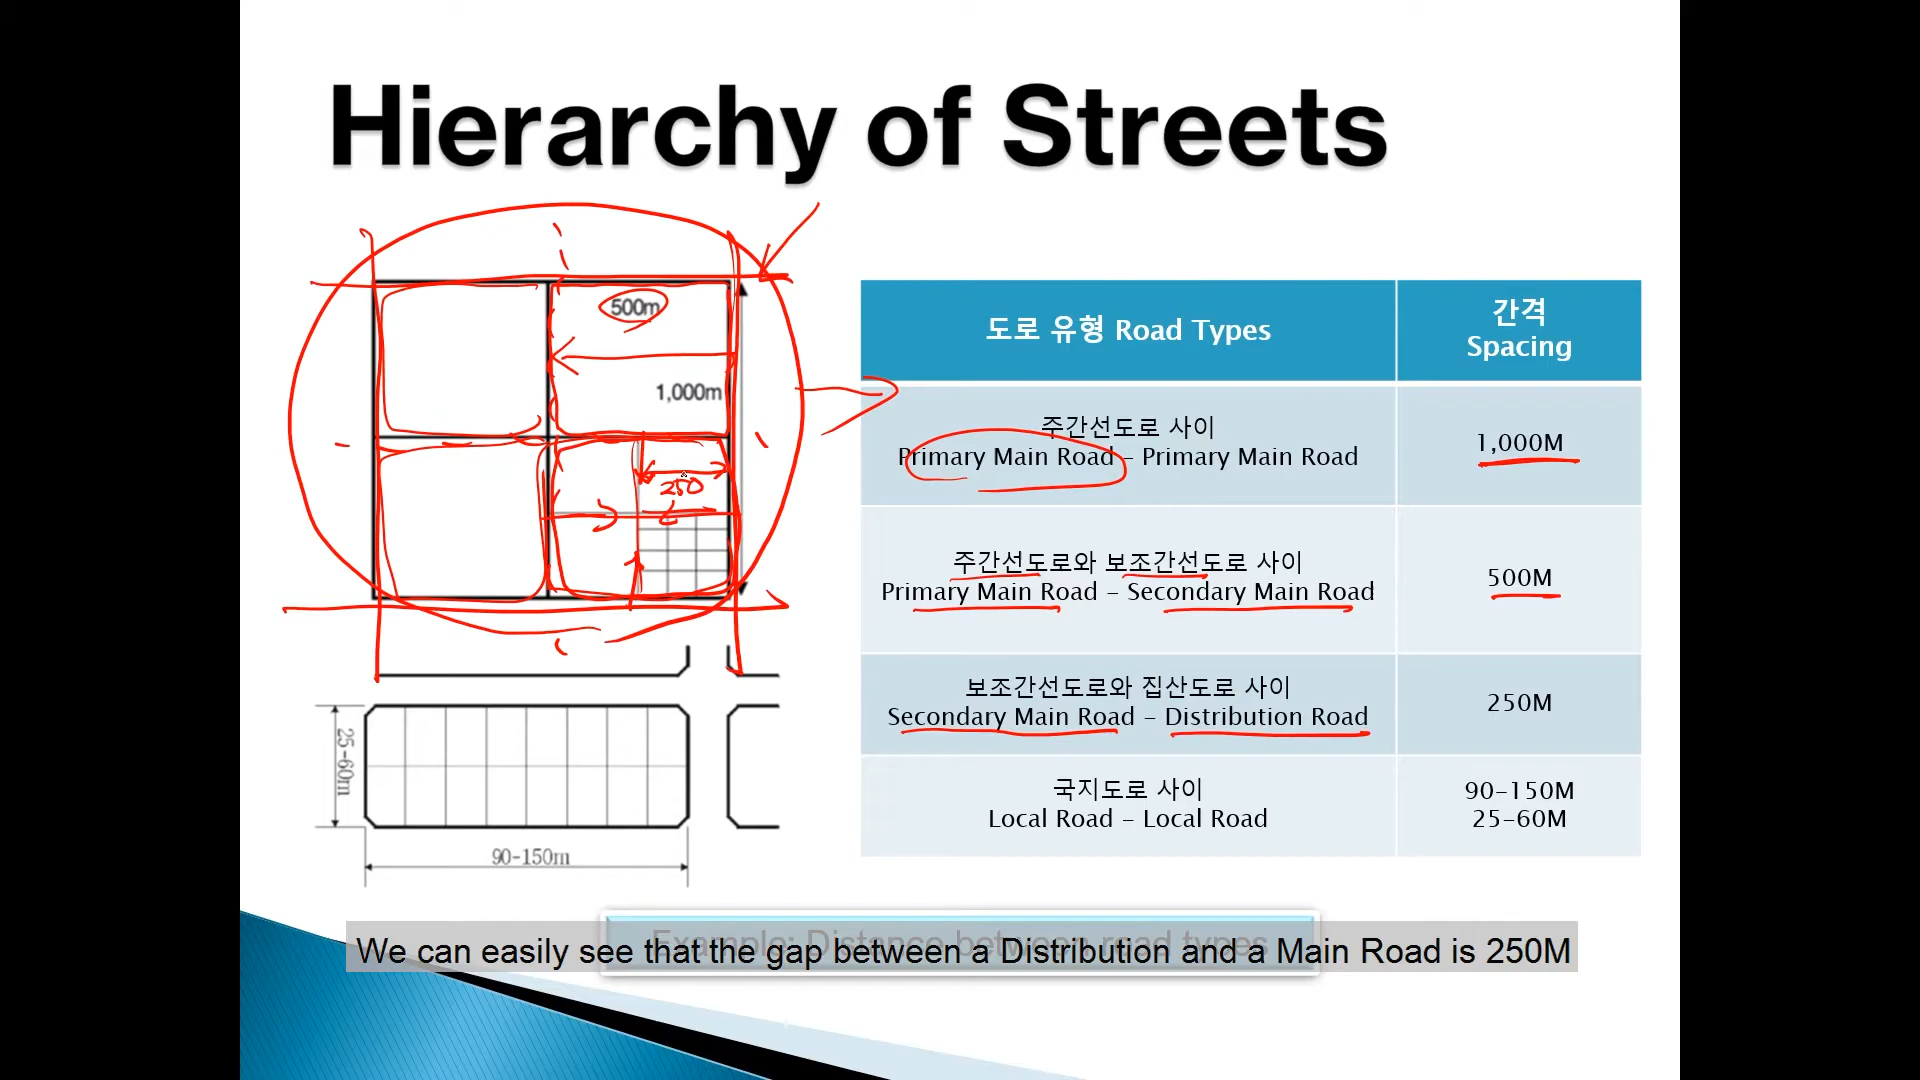 Hierarchy of Streets
500m
1,000m
250
25-60m
90-150m
도로 유형 Road Types
간격
Spacing
주간선도로 사이
Primary Main Road – Primary Main Road
1,000M
주간선도로와 보조간선도로 사이
Primary Main Road – Secondary Main Road
500M
보조간선도로와 집산도로 사이
Secondary Main Road – Distribution Road
250M
국지도로 사이
Local Road – Local Road
90-150M
25-60M
Example: Distance between road types
We can easily see that the gap between a Distribution and a Main Road is 250M